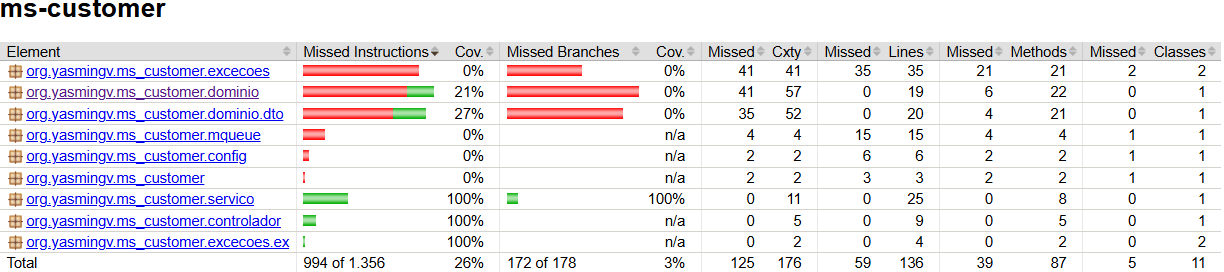 ms-customer
Element Missed Instructions Cov. Missed Branches Cov. Missed Cxty Missed Lines Missed Methods Missed Classes
org.yasmingv.ms_customer.excecoes 0% 0% 41 41 35 35 21 21 2 2
org.yasmingv.ms_customer.dominio 21% 0% 41 57 0 19 6 22 0 1
org.yasmingv.ms_customer.dominio.dto 27% 0% 35 52 0 20 4 21 0 1
org.yasmingv.ms_customer.mqueue 0% n/a 4 4 15 15 4 4 1 1
org.yasmingv.ms_customer.config 0% n/a 2 2 6 6 2 2 1 1
org.yasmingv.ms_customer 0% n/a 2 2 3 3 2 2 1 1
org.yasmingv.ms_customer.servico 100% 100% 0 11 0 25 0 8 0 1
org.yasmingv.ms_customer.controlador 100% n/a 0 5 0 9 0 5 0 1
org.yasmingv.ms_customer.excecoes.ex 100% n/a 0 2 0 4 0 2 0 2
Total 994 of 1.356 26% 172 of 178 3% 125 176 59 136 39 87 5 11